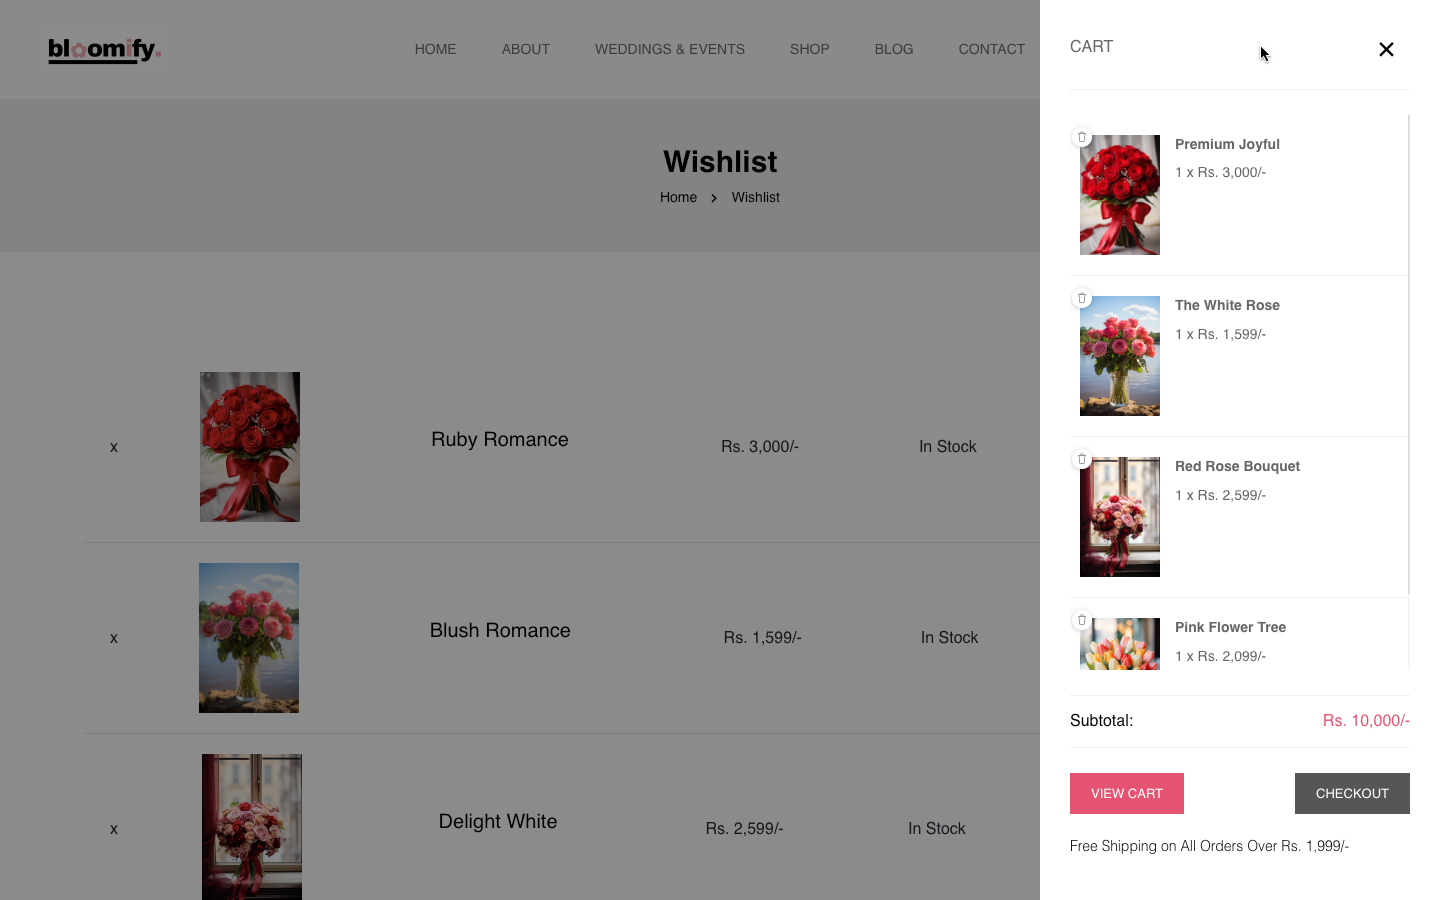 bloomify.
HOME ABOUT WEDDINGS & EVENTS SHOP BLOG CONTACT
Wishlist
Home > Wishlist
x Ruby Romance Rs. 3,000/- In Stock
x Blush Romance Rs. 1,599/- In Stock
x Delight White Rs. 2,599/- In Stock
CART
Premium Joyful
1 x Rs. 3,000/-
The White Rose
1 x Rs. 1,599/-
Red Rose Bouquet
1 x Rs. 2,599/-
Pink Flower Tree
1 x Rs. 2,099/-
Subtotal: Rs. 10,000/-
VIEW CART CHECKOUT
Free Shipping on All Orders Over Rs. 1,999/-